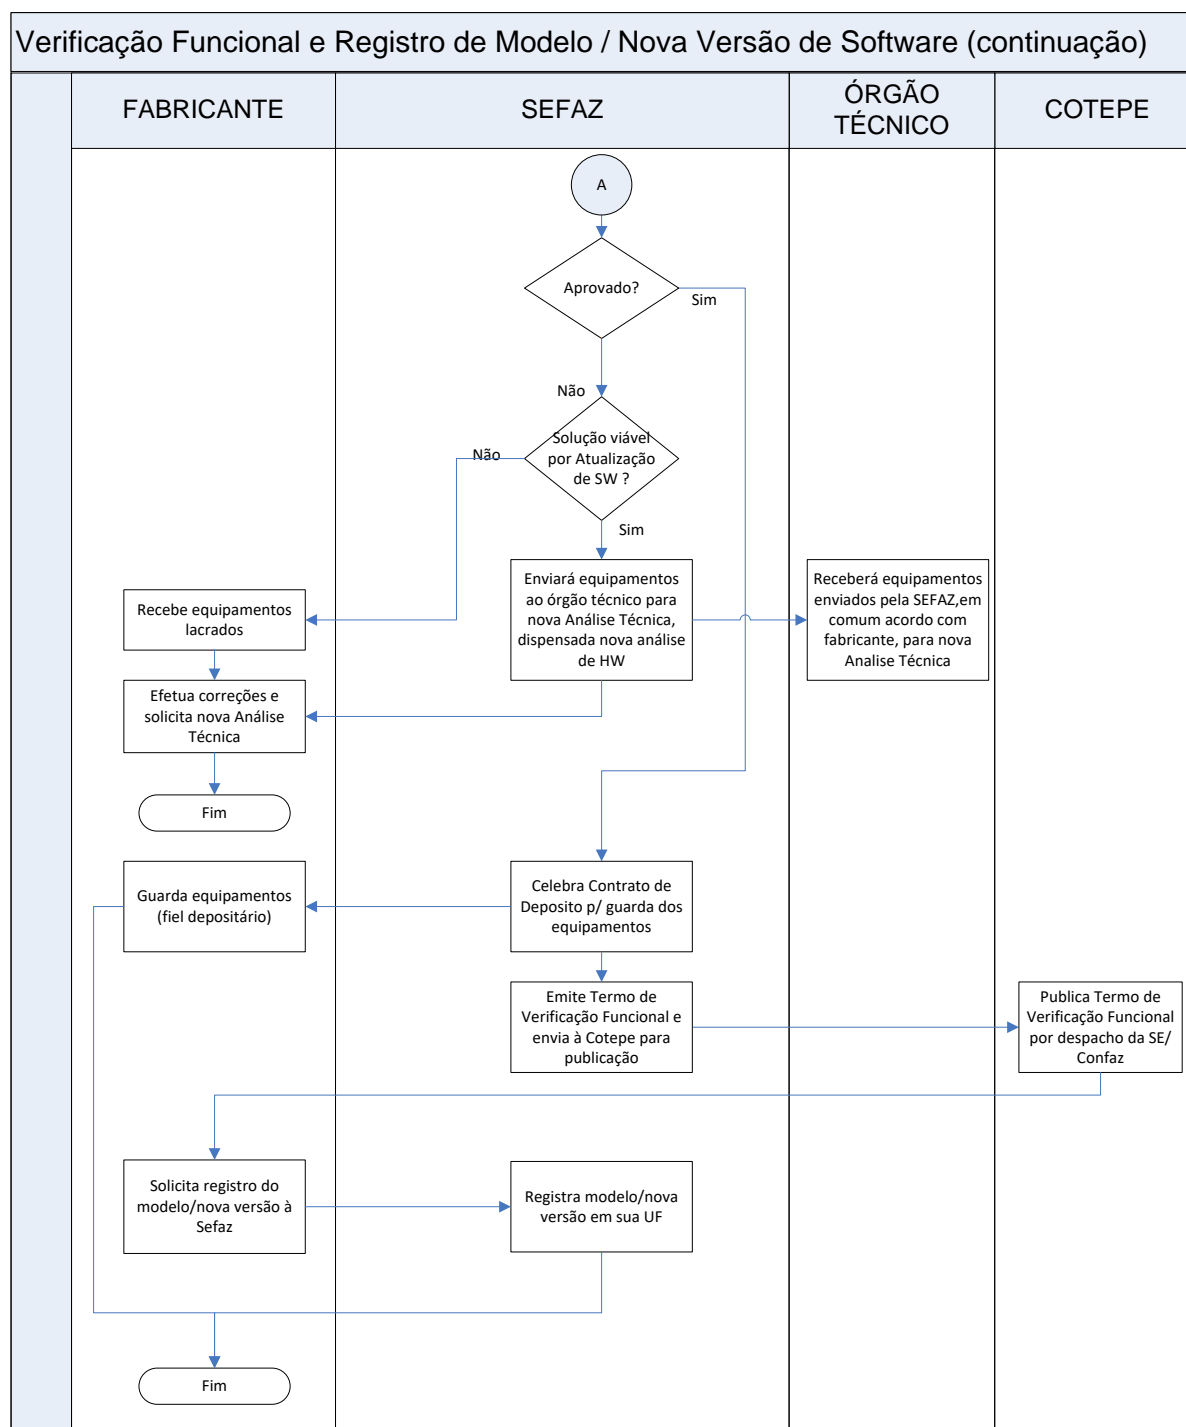 Verificação Funcional e Registro de Modelo / Nova Versão de Software (continuação)
FABRICANTE
SEFAZ
ÓRGÃO
TÉCNICO
COTEPE
A
Aprovado?
Sim
Não
Solução viável
por Atualização
de SW ?
Não
Sim
Enviará equipamentos
ao órgão técnico para
nova Análise Técnica,
dispensada nova análise
de HW
Receberá equipamentos
enviados pela SEFAZ,em
comum acordo com
fabricante, para nova
Analise Técnica
Recebe equipamentos
lacrados
Efetua correções e
solicita nova Análise
Técnica
Fim
Guarda equipamentos
(fiel depositário)
Celebra Contrato de
Deposito p/ guarda dos
equipamentos
Emite Termo de
Verificação Funcional e
envia à Cotepe para
publicação
Publica Termo de
Verificação Funcional
por despacho da SE/
Confaz
Solicita registro do
modelo/nova versão à
Sefaz
Registra modelo/nova
versão em sua UF
Fim